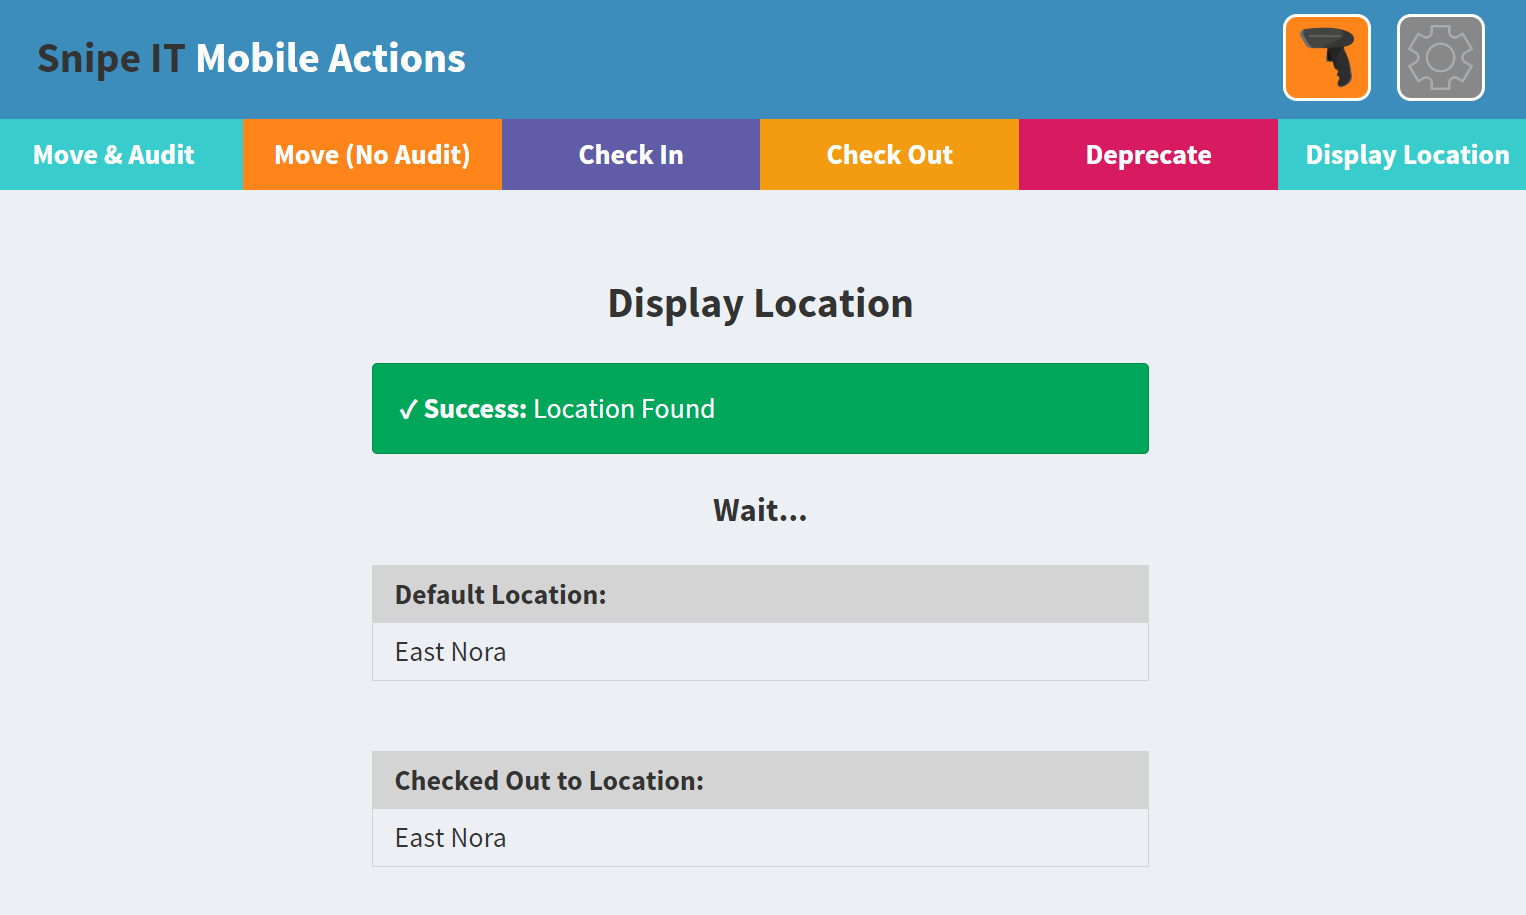 Snipe IT Mobile Actions
Move & Audit Move (No Audit) Check In Check Out Deprecate Display Location
Display Location
✓ Success: Location Found
Wait...
Default Location:
East Nora
Checked Out to Location:
East Nora